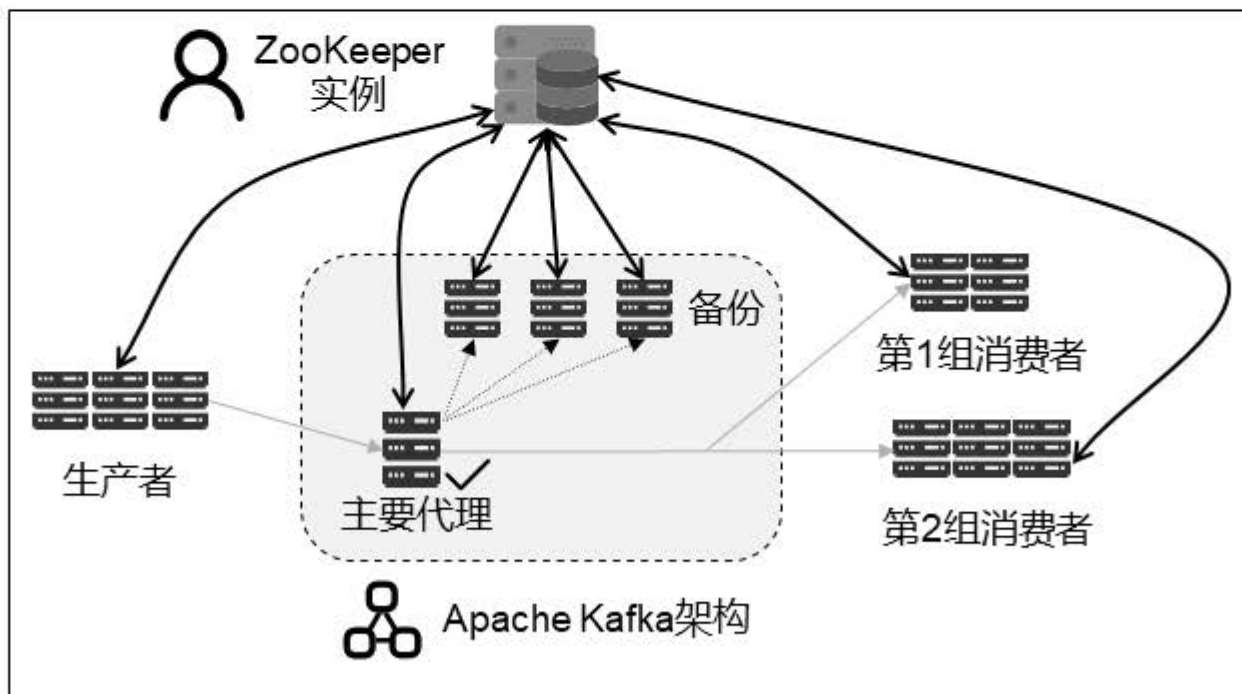 ZooKeeper
实例
备份
第1组消费者
生产者
主要代理
第2组消费者
Apache Kafka架构